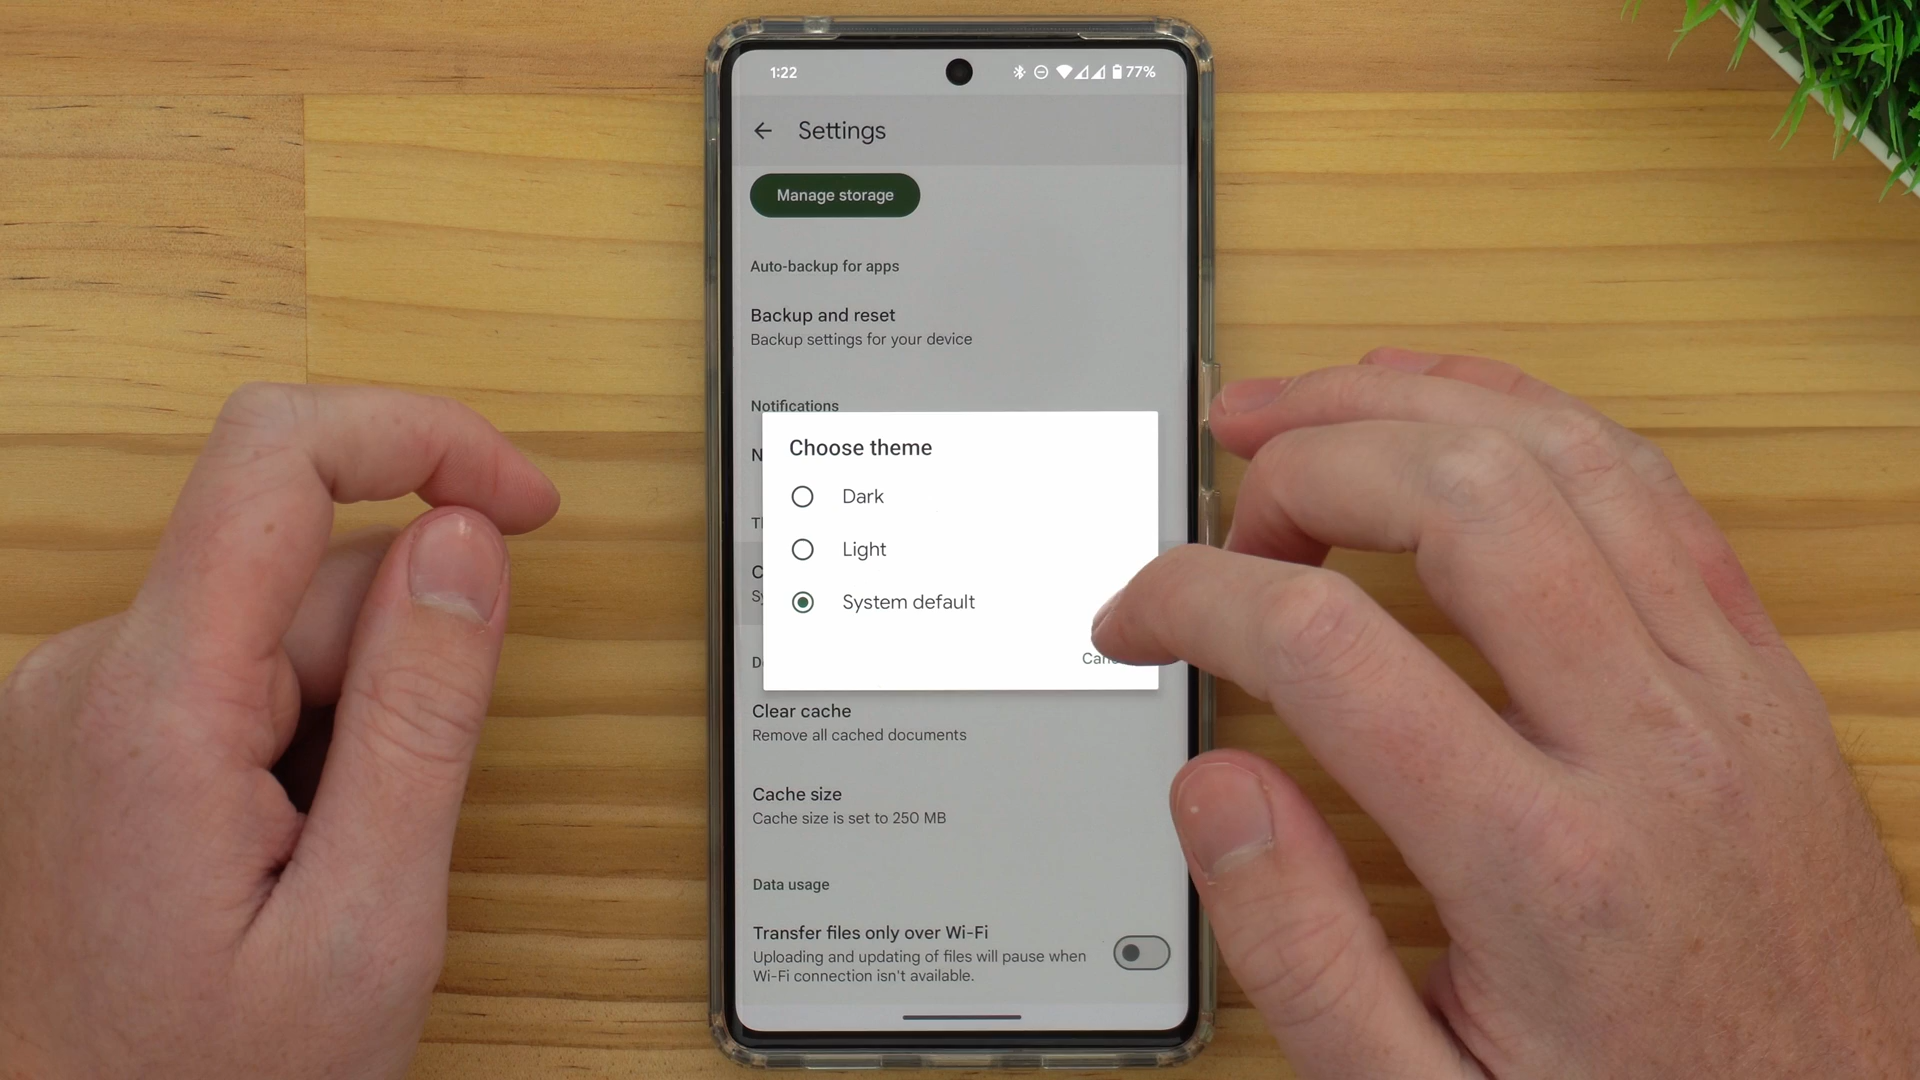 1:22
77%
Settings
Manage storage
Auto-backup for apps
Backup and reset
Backup settings for your device
Notifications
Choose theme
Dark
Light
System default
Clear cache
Remove all cached documents
Cache size
Cache size is set to 250 MB
Data usage
Transfer files only over Wi-Fi
Uploading and updating of files will pause when
Wi-Fi connection isn't available.